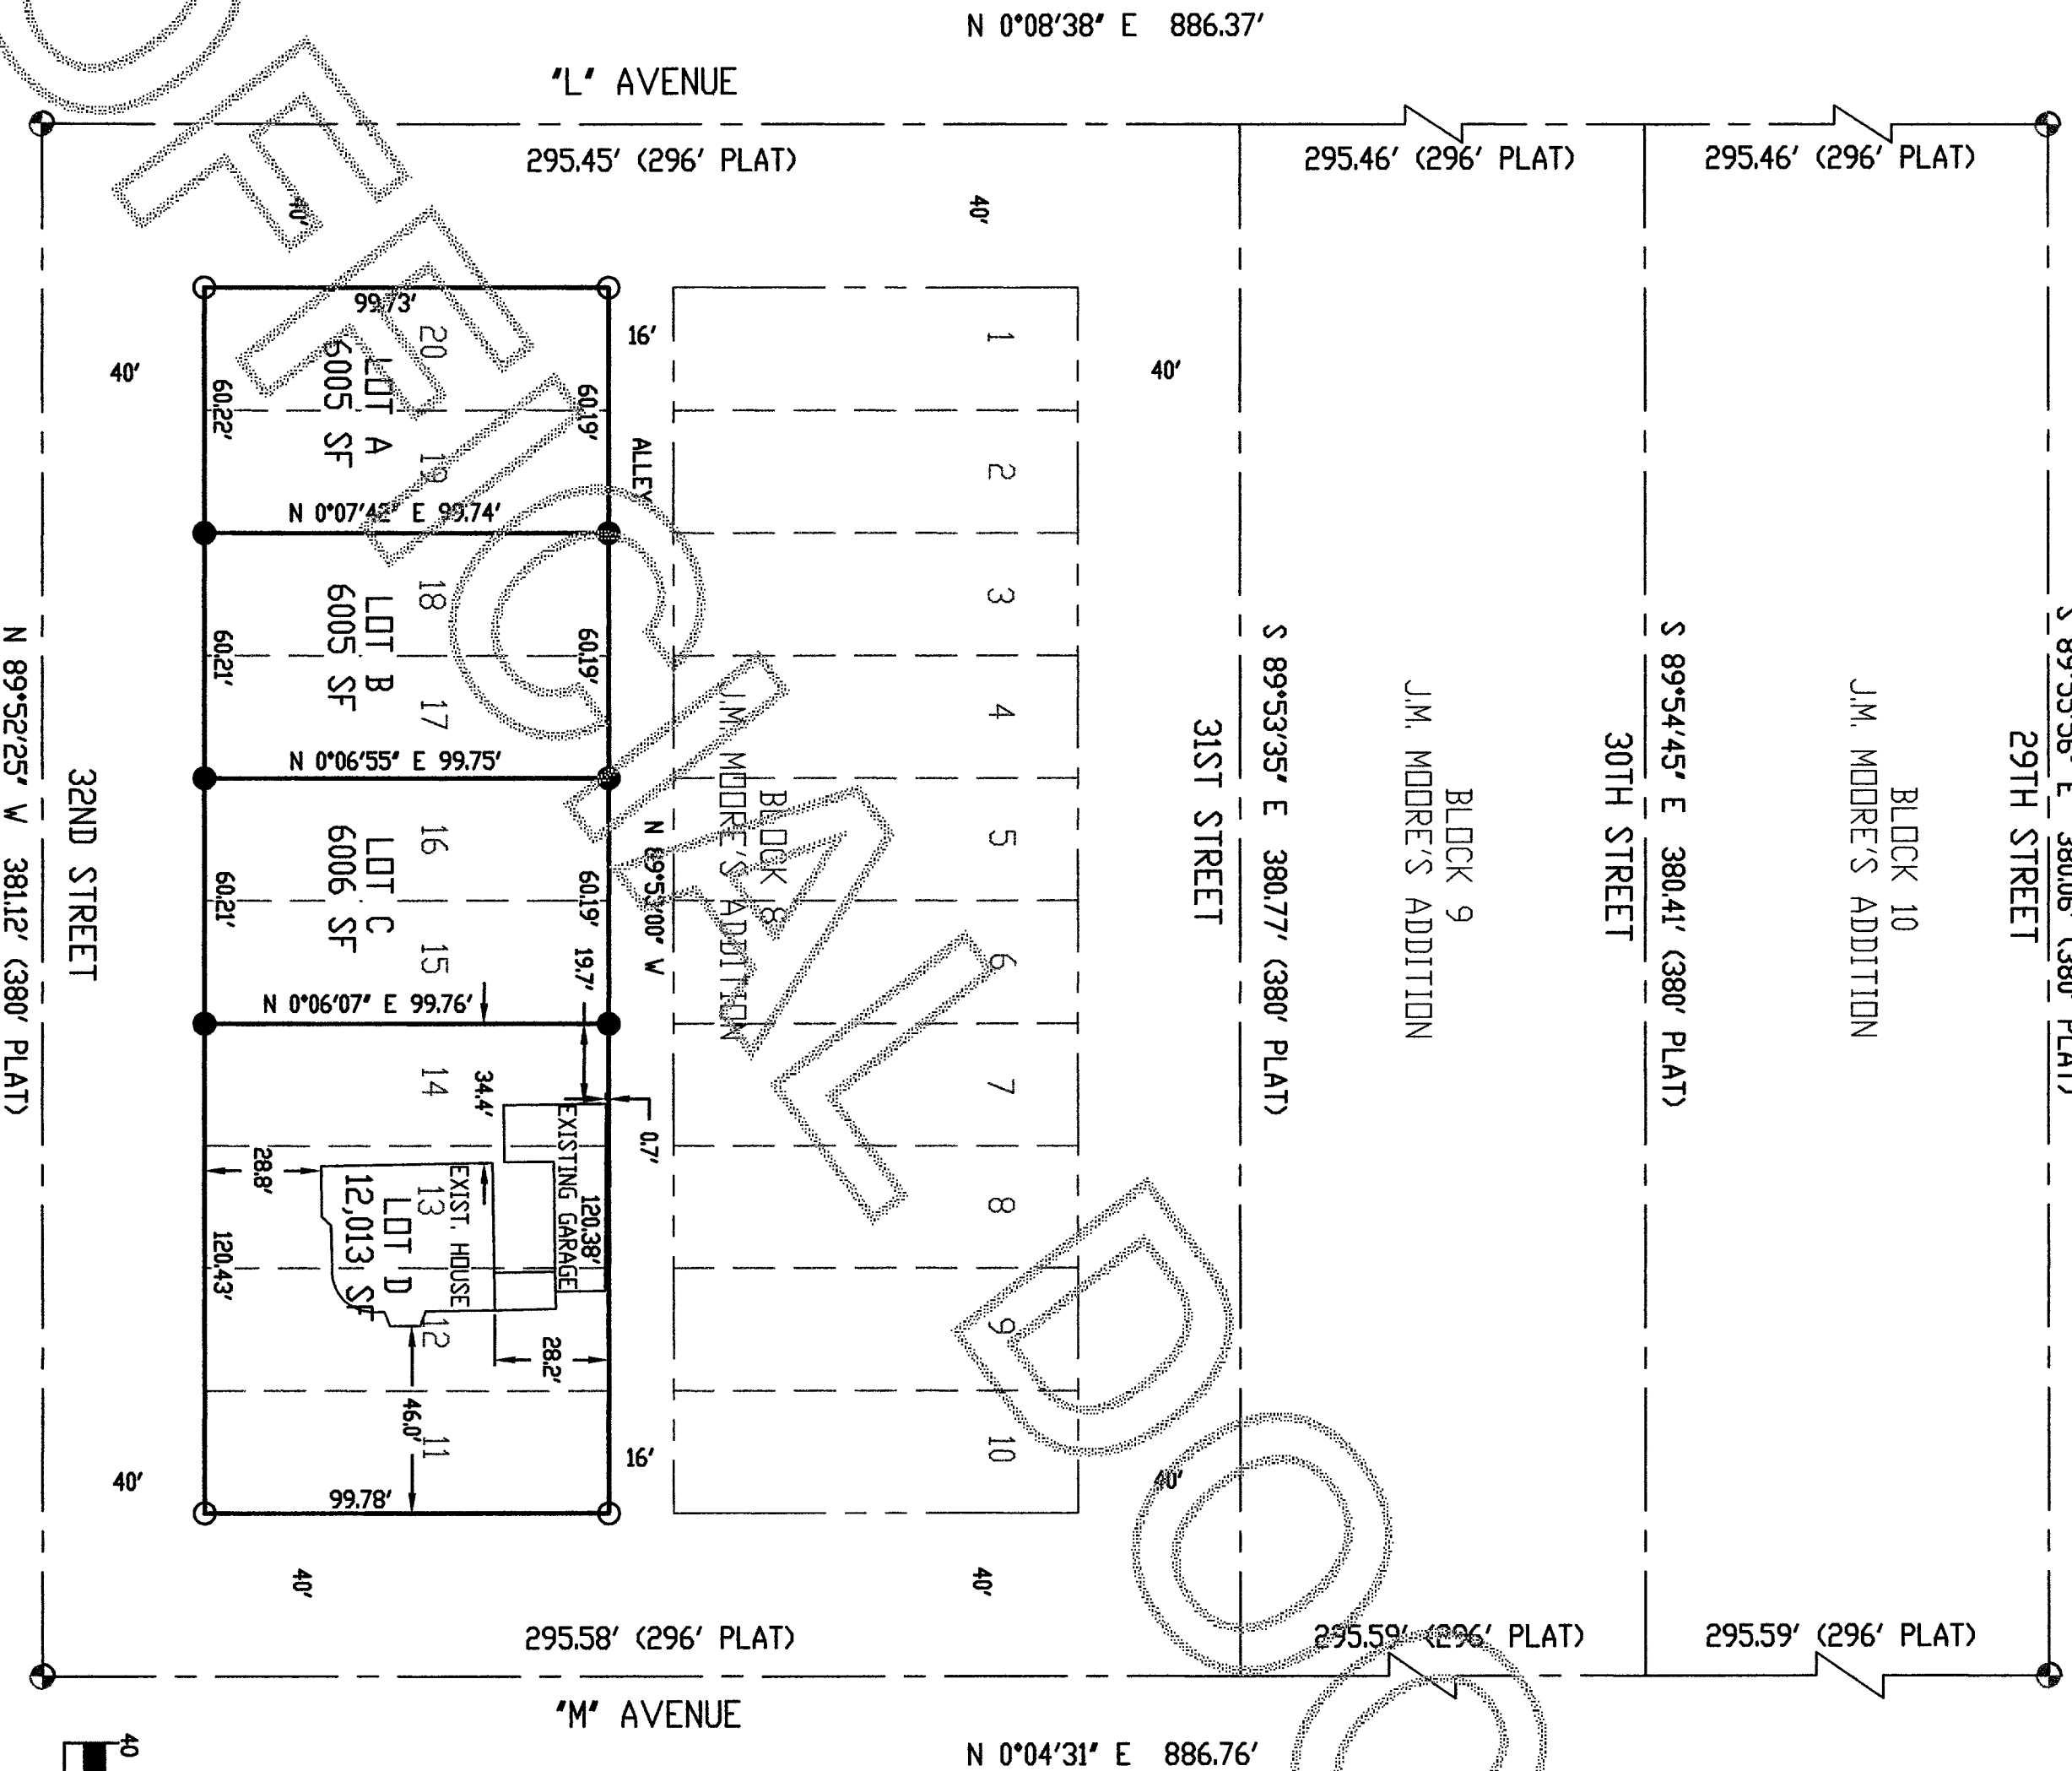 N 0°08'38" E 886.37'
"L" AVENUE
295.45' (296' PLAT)
295.46' (296' PLAT)
295.46' (296' PLAT)
40'
40'
99.73'
16'
40'
40'
20
LOT A
6005 SF
60.22'
60.19'
19
ALLEY
N 0°07'42" E 99.74'
18
LOT B
6005 SF
60.21'
60.19'
17
N 0°06'55" E 99.75'
16
LOT C
6006 SF
60.21'
60.19'
15
19.7'
N 0°06'07" E 99.76'
N 89°53'00" W
14
34.4'
0.7'
EXISTING GARAGE
120.38'
28.8'
EXIST. HOUSE
13
LOT D
12,013 SF
120.43'
12
28.2'
46.0'
11
99.78'
16'
40'
40'
40'
40'
1
2
3
4
5
6
7
8
9
10
BLOCK 8
J.M. MOORE'S ADDITION
31ST STREET
S 89°53'35" E 380.77' (380' PLAT)
BLOCK 9
J.M. MOORE'S ADDITION
30TH STREET
S 89°54'45" E 380.41' (380' PLAT)
BLOCK 10
J.M. MOORE'S ADDITION
29TH STREET
S 89°55'56" E 380.06' (380' PLAT)
32ND STREET
N 89°52'25" W 381.12' (380' PLAT)
295.58' (296' PLAT)
295.59' (296' PLAT)
295.59' (296' PLAT)
"M" AVENUE
N 0°04'31" E 886.76'
40
OFFICIAL DOC